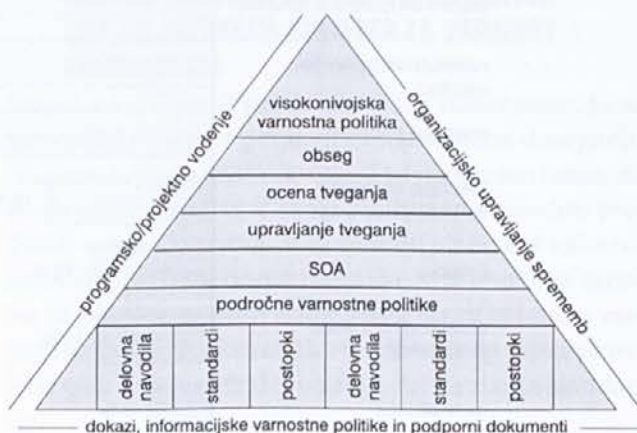 programsko/projektno vodenje
organizacijsko upravljanje sprememb
visokonivojska
varnostna politika
obseg
ocena tveganja
upravljanje tveganja
SOA
področne varnostne politike
delovna
navodila
standardi
postopki
delovna
navodila
standardi
postopki
dokazi, informacijske varnostne politike in podporni dokumenti